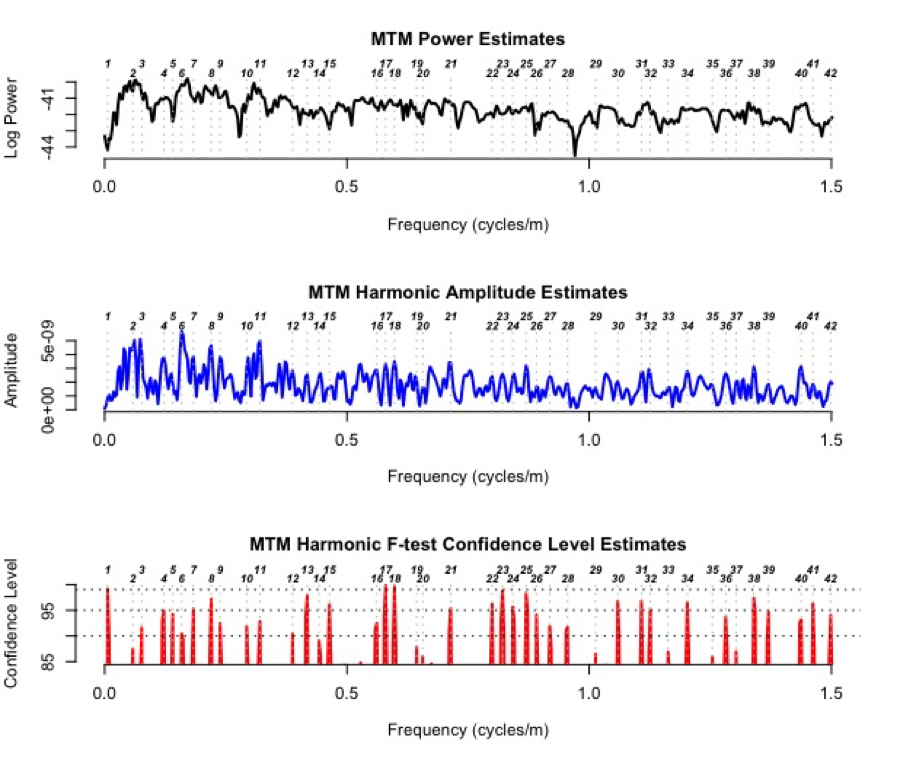 MTM Power Estimates
1 2 3 4 5 6 7 8 9 10 11 12 13 14 15 16 17 18 19 20 21 22 23 24 25 26 27 28 29 30 31 32 33 34 35 36 37 38 39 40 41 42
Log Power
-41
-44
0.0 0.5 1.0 1.5
Frequency (cycles/m)
MTM Harmonic Amplitude Estimates
1 2 3 4 5 6 7 8 9 10 11 12 13 14 15 16 17 18 19 20 21 22 23 24 25 26 27 28 29 30 31 32 33 34 35 36 37 38 39 40 41 42
Amplitude
5e-09
0e+00
0.0 0.5 1.0 1.5
Frequency (cycles/m)
MTM Harmonic F-test Confidence Level Estimates
1 2 3 4 5 6 7 8 9 10 11 12 13 14 15 16 17 18 19 20 21 22 23 24 25 26 27 28 29 30 31 32 33 34 35 36 37 38 39 40 41 42
Confidence Level
95
85
0.0 0.5 1.0 1.5
Frequency (cycles/m)